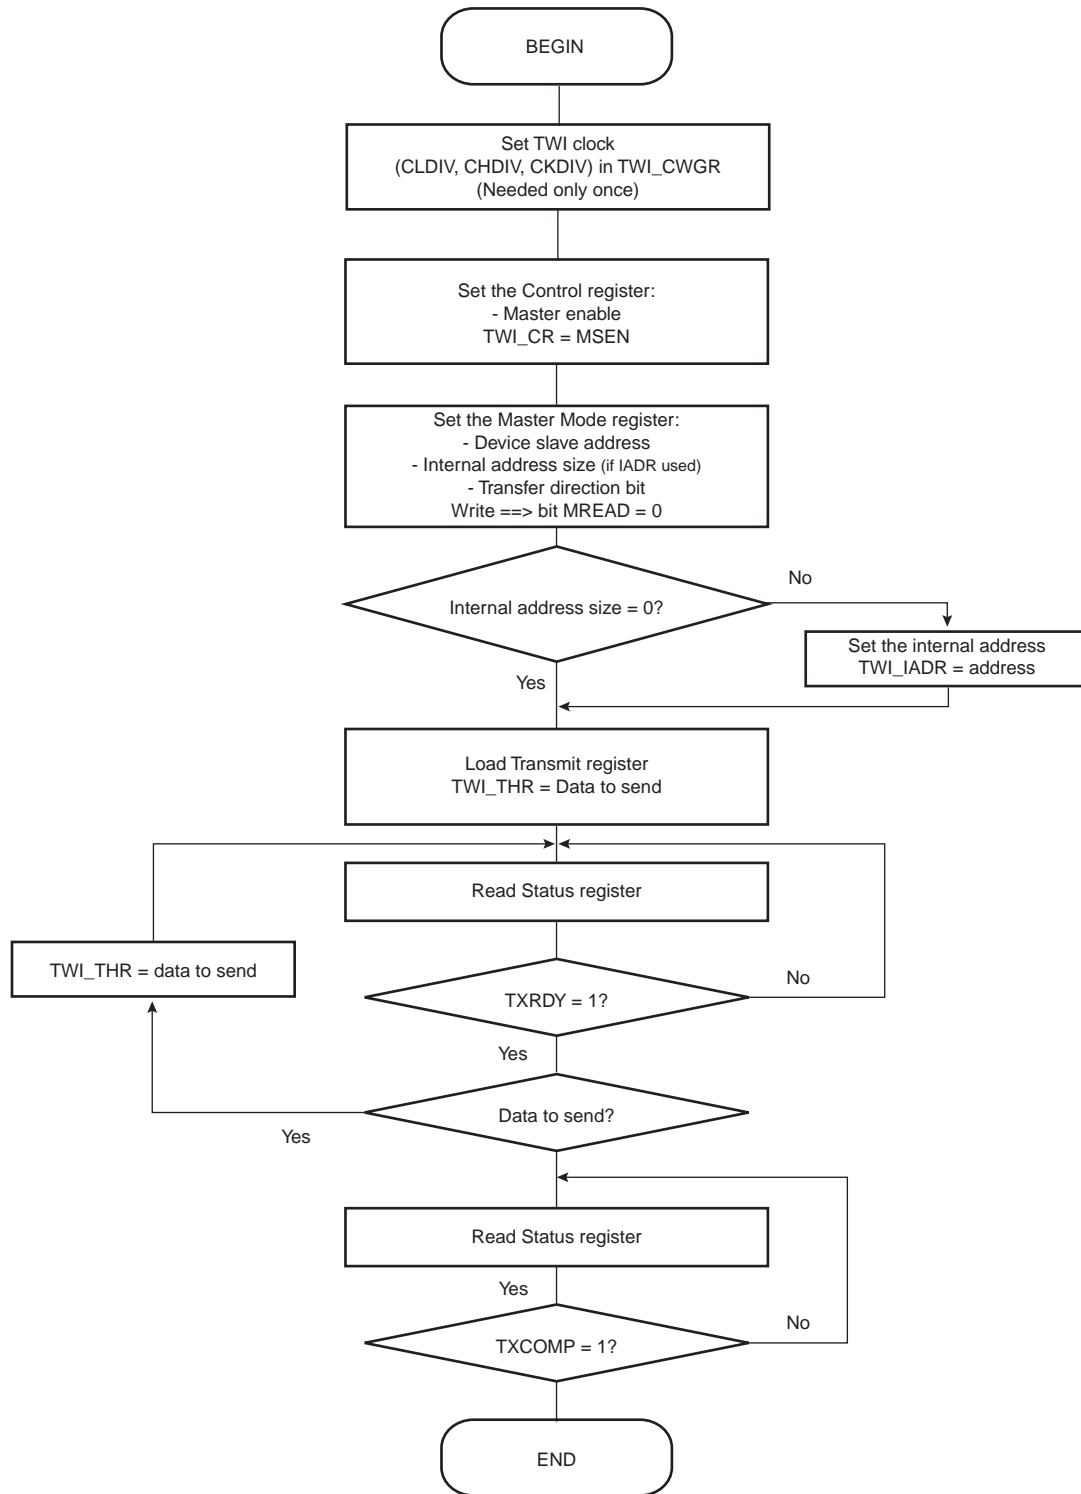 BEGIN
Set TWI clock
(CLDIV, CHDIV, CKDIV) in TWI_CWGR
(Needed only once)
Set the Control register:
- Master enable
TWI_CR = MSEN
Set the Master Mode register:
- Device slave address
- Internal address size (if IADR used)
- Transfer direction bit
Write ==> bit MREAD = 0
No
Internal address size = 0?
Set the internal address
TWI_IADR = address
Yes
Load Transmit register
TWI_THR = Data to send
Read Status register
TWI_THR = data to send
No
TXRDY = 1?
Yes
Data to send?
Yes
Read Status register
Yes
No
TXCOMP = 1?
END